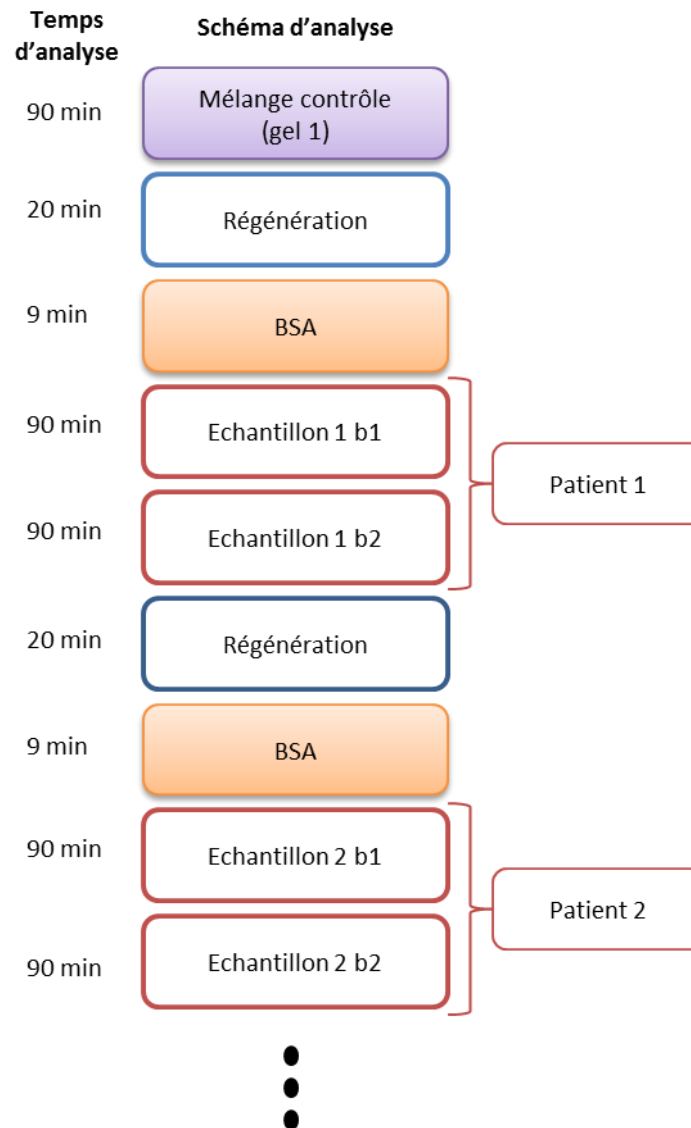 Temps
d’analyse
Schéma d’analyse
90 min
Mélange contrôle
(gel 1)
20 min
Régénération
9 min
BSA
90 min
Echantillon 1 b1
Patient 1
90 min
Echantillon 1 b2
20 min
Régénération
9 min
BSA
90 min
Echantillon 2 b1
Patient 2
90 min
Echantillon 2 b2